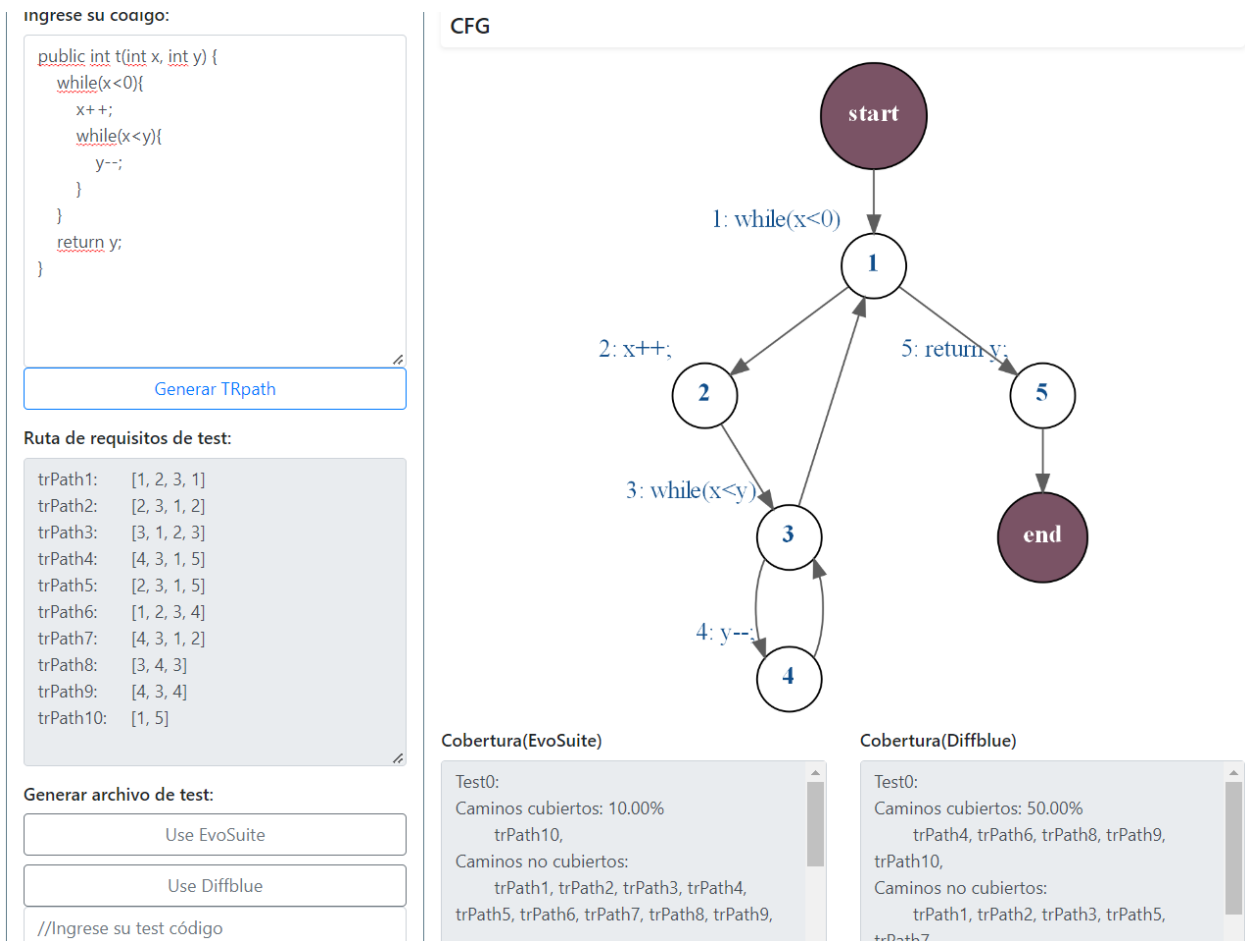 Ingrese su código:
public int t(int x, int y) {
while(x<0){
x++;
while(x<y){
y--;
}
}
return y;
}
Generar TRpath
Ruta de requisitos de test:
trPath1: [1, 2, 3, 1]
trPath2: [2, 3, 1, 2]
trPath3: [3, 1, 2, 3]
trPath4: [4, 3, 1, 5]
trPath5: [2, 3, 1, 5]
trPath6: [1, 2, 3, 4]
trPath7: [4, 3, 1, 2]
trPath8: [3, 4, 3]
trPath9: [4, 3, 4]
trPath10: [1, 5]
Generar archivo de test:
Use EvoSuite
Use Diffblue
//Ingrese su test código
CFG
start
1: while(x<0)
1
2: x++;
5: return y;
2
5
3: while(x<y)
3
end
4: y--;
4
Cobertura(EvoSuite)
Test0:
Caminos cubiertos: 10.00%
trPath10,
Caminos no cubiertos:
trPath1, trPath2, trPath3, trPath4,
trPath5, trPath6, trPath7, trPath8, trPath9,
Cobertura(Diffblue)
Test0:
Caminos cubiertos: 50.00%
trPath4, trPath6, trPath8, trPath9,
trPath10,
Caminos no cubiertos:
trPath1, trPath2, trPath3, trPath5,
trPath7